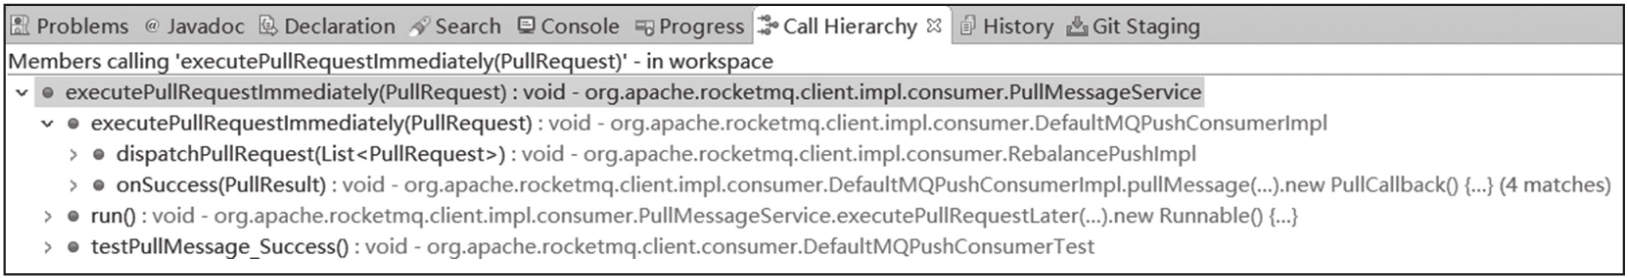 Problems @ Javadoc Declaration Search Console Progress Call Hierarchy History Git Staging
Members calling 'executePullRequestImmediately(PullRequest)' - in workspace
executePullRequestImmediately(PullRequest) : void - org.apache.rocketmq.client.impl.consumer.PullMessageService
executePullRequestImmediately(PullRequest) : void - org.apache.rocketmq.client.impl.consumer.DefaultMQPushConsumerImpl
dispatchPullRequest(List<PullRequest>) : void - org.apache.rocketmq.client.impl.consumer.RebalancePushImpl
onSuccess(PullResult) : void - org.apache.rocketmq.client.impl.consumer.DefaultMQPushConsumerImpl.pullMessage(...).new PullCallback() {...} (4 matches)
run() : void - org.apache.rocketmq.client.impl.consumer.PullMessageService.executePullRequestLater(...).new Runnable() {...}
testPullMessage_Success() : void - org.apache.rocketmq.client.consumer.DefaultMQPushConsumerTest